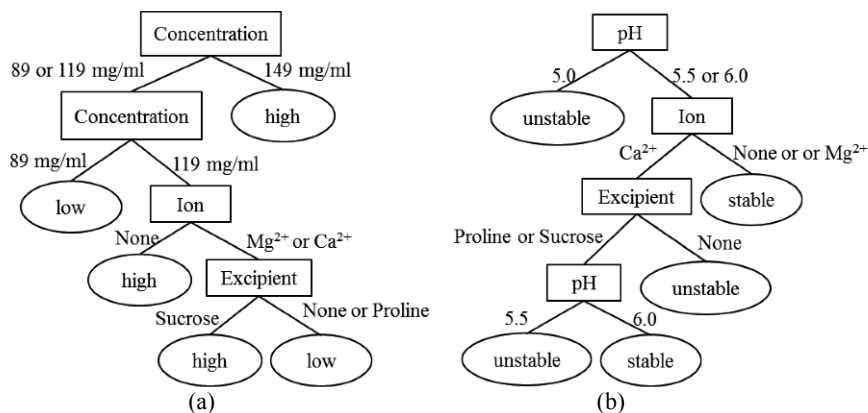 Concentration
89 or 119 mg/ml
149 mg/ml
Concentration
high
89 mg/ml
119 mg/ml
low
Ion
None
Mg²⁺ or Ca²⁺
high
Excipient
Sucrose
None or Proline
high
low
(a)
pH
5.0
5.5 or 6.0
unstable
Ion
Ca²⁺
None or or Mg²⁺
Excipient
stable
Proline or Sucrose
None
pH
unstable
5.5
6.0
unstable
stable
(b)